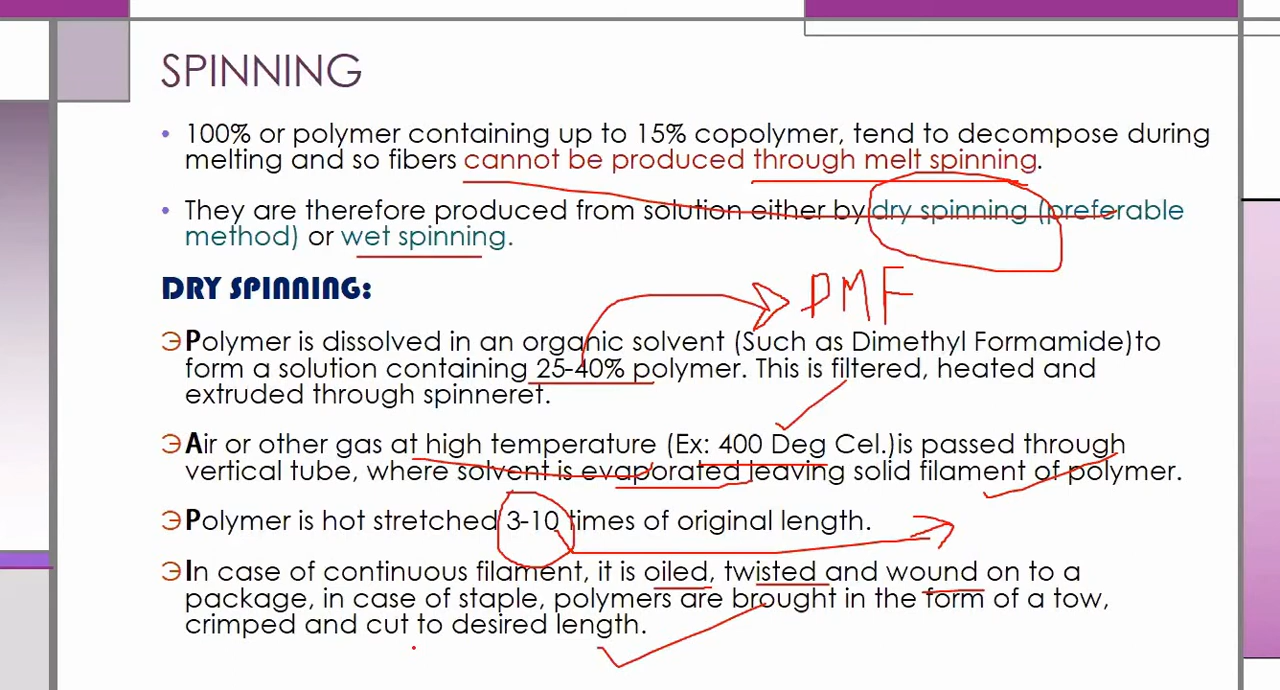 SPINNING
• 100% or polymer containing up to 15% copolymer, tend to decompose during
melting and so fibers cannot be produced through melt spinning.
• They are therefore produced from solution either by dry spinning (preferable
method) or wet spinning.
DMF
DRY SPINNING:
Polymer is dissolved in an organic solvent (Such as Dimethyl Formamide)to
form a solution containing 25-40% polymer. This is filtered, heated and
extruded through spinneret.
Air or other gas at high temperature (Ex: 400 Deg Cel.)is passed through
vertical tube, where solvent is evaporated leaving solid filament of polymer.
Polymer is hot stretched 3-10 times of original length.
In case of continuous filament, it is oiled, twisted and wound on to a
package, in case of staple, polymers are brought in the form of a tow,
crimped and cut to desired length.